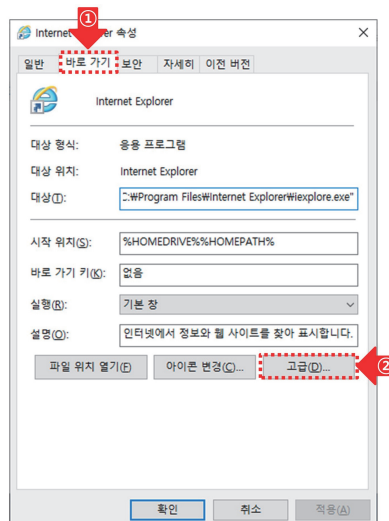 ①
Internet er 속성
일반 바로 가기 보안 자세히 이전 버전
Internet Explorer
대상 형식: 응용 프로그램
대상 위치: Internet Explorer
대상(T): C:₩Program Files₩Internet Explorer₩iexplore.exe"
시작 위치(S): %HOMEDRIVE%%HOMEPATH%
바로 가기 키(K): 없음
실행(R): 기본 창
설명(O): 인터넷에서 정보와 웹 사이트를 찾아 표시합니다.
파일 위치 열기(F) 아이콘 변경(C)... 고급(D)... ②
확인 취소 적용(A)